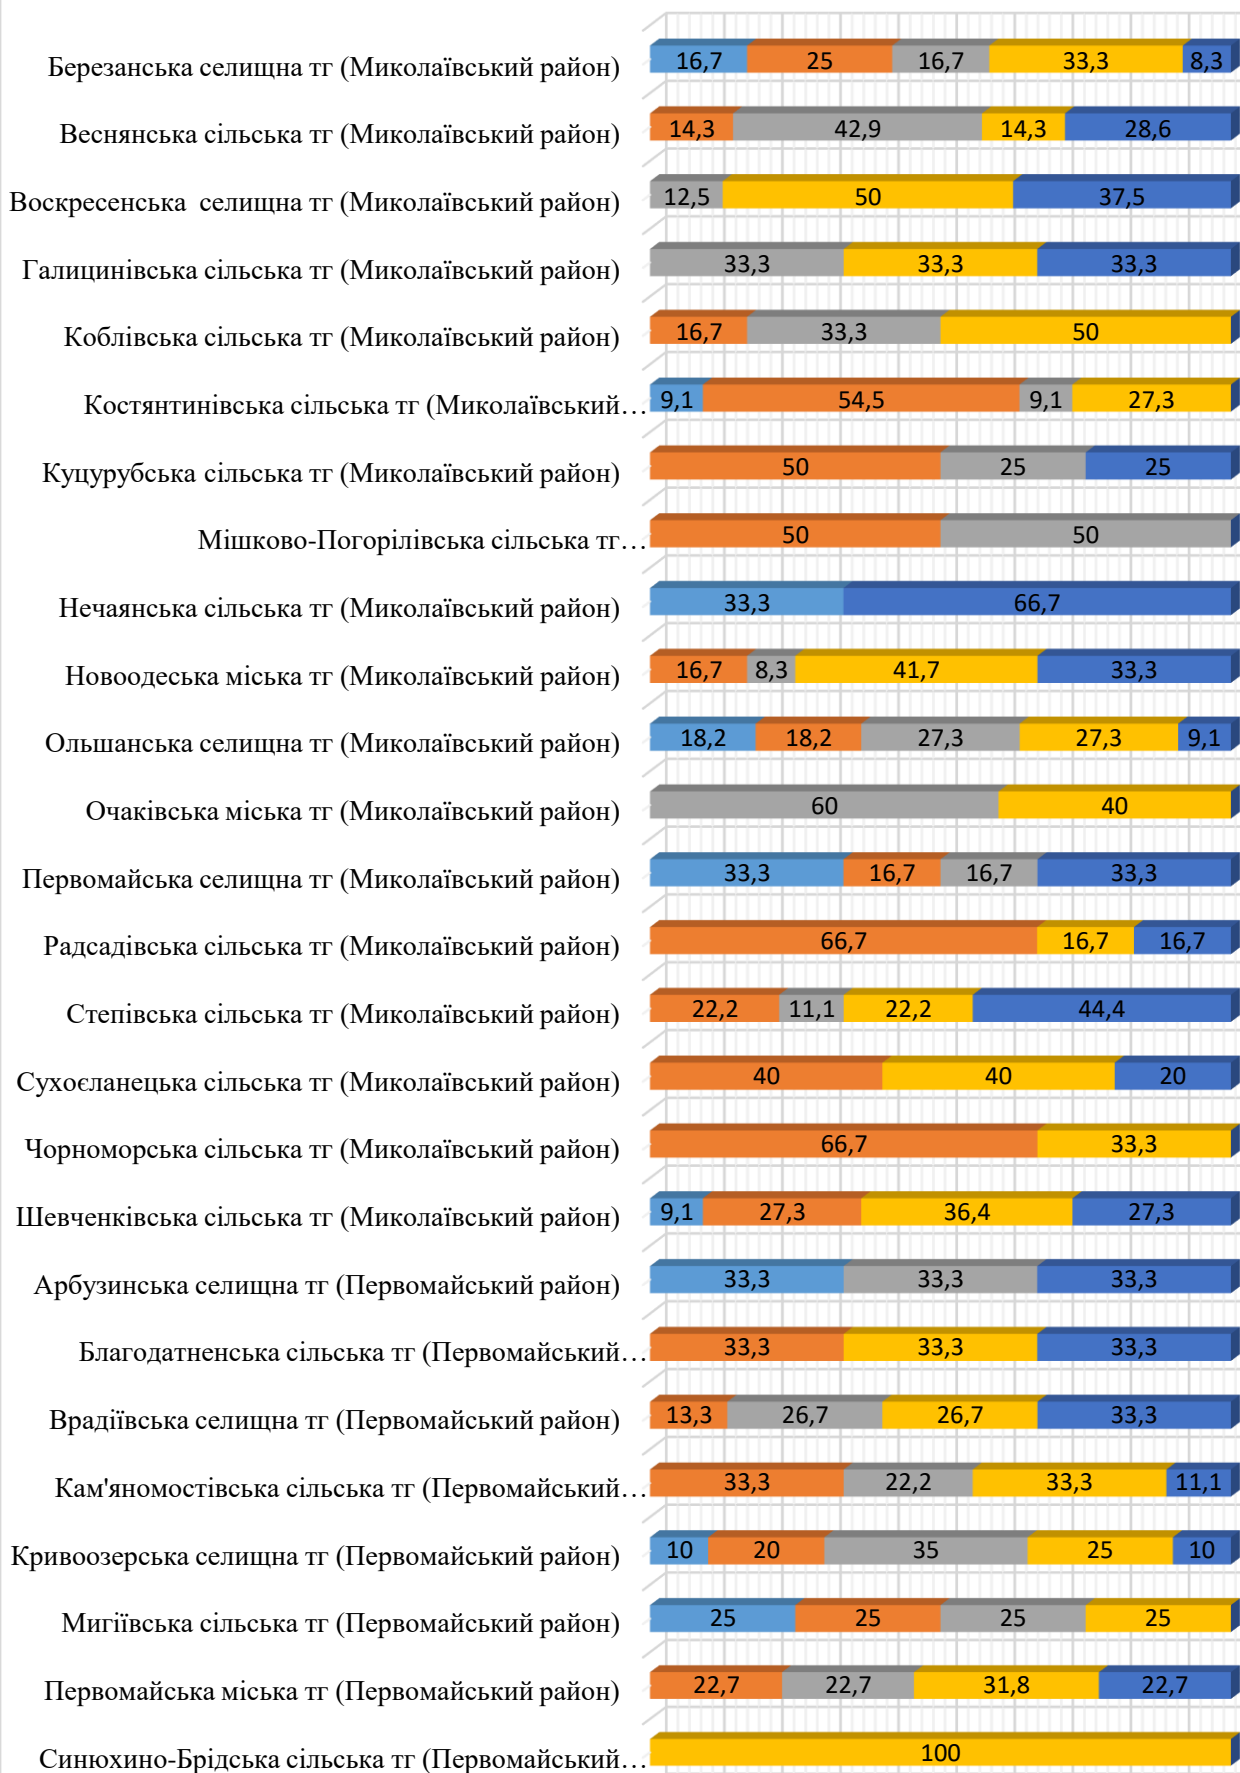 Березанська селищна тг (Миколаївський район) 16,7 25 16,7 33,3 8,3
Веснянська сільська тг (Миколаївський район) 14,3 42,9 14,3 28,6
Воскресенська селищна тг (Миколаївський район) 12,5 50 37,5
Галицинівська сільська тг (Миколаївський район) 33,3 33,3 33,3
Коблівська сільська тг (Миколаївський район) 16,7 33,3 50
Костянтинівська сільська тг (Миколаївський… 9,1 54,5 9,1 27,3
Куцурубська сільська тг (Миколаївський район) 50 25 25
Мішково-Погорілівська сільська тг… 50 50
Нечаянська сільська тг (Миколаївський район) 33,3 66,7
Новоодеська міська тг (Миколаївський район) 16,7 8,3 41,7 33,3
Ольшанська селищна тг (Миколаївський район) 18,2 18,2 27,3 27,3 9,1
Очаківська міська тг (Миколаївський район) 60 40
Первомайська селищна тг (Миколаївський район) 33,3 16,7 16,7 33,3
Радсадівська сільська тг (Миколаївський район) 66,7 16,7 16,7
Степівська сільська тг (Миколаївський район) 22,2 11,1 22,2 44,4
Сухоєланецька сільська тг (Миколаївський район) 40 40 20
Чорноморська сільська тг (Миколаївський район) 66,7 33,3
Шевченківська сільська тг (Миколаївський район) 9,1 27,3 36,4 27,3
Арбузинська селищна тг (Первомайський район) 33,3 33,3 33,3
Благодатненська сільська тг (Первомайський… 33,3 33,3 33,3
Врадіївська селищна тг (Первомайський район) 13,3 26,7 26,7 33,3
Кам'яномостівська сільська тг (Первомайський… 33,3 22,2 33,3 11,1
Кривоозерська селищна тг (Первомайський район) 10 20 35 25 10
Мигіївська сільська тг (Первомайський район) 25 25 25 25
Первомайська міська тг (Первомайський район) 22,7 22,7 31,8 22,7
Синюхино-Брідська сільська тг (Первомайський… 100